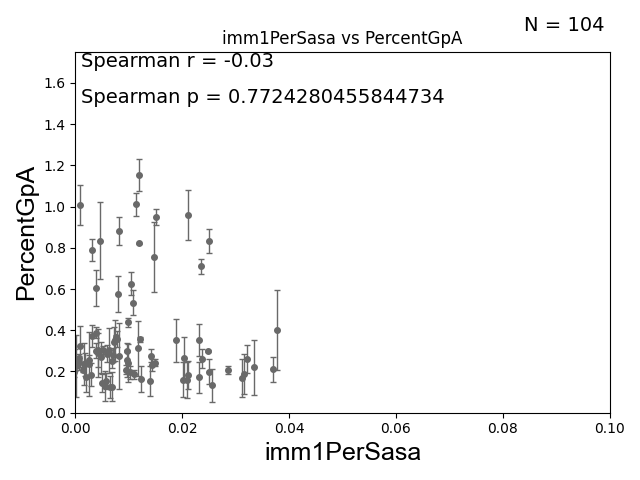 N = 104
imm1PerSasa vs PercentGpA
Spearman r = -0.03
Spearman p = 0.7724280455844734
PercentGpA
1.6
1.4
1.2
1.0
0.8
0.6
0.4
0.2
0.0
0.00 0.02 0.04 0.06 0.08 0.10
imm1PerSasa